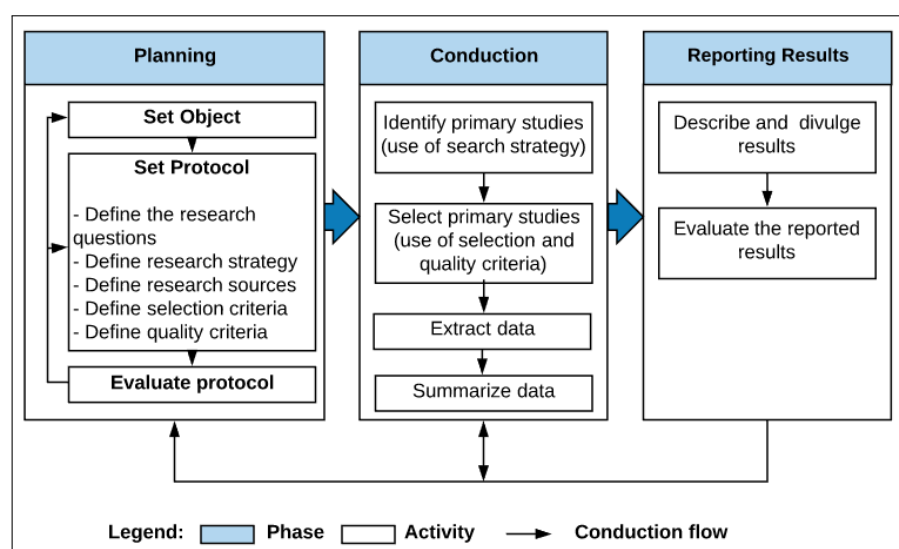 Planning
Set Object
Set Protocol
- Define the research
questions
- Define research strategy
- Define research sources
- Define selection criteria
- Define quality criteria
Evaluate protocol
Conduction
Identify primary studies
(use of search strategy)
Select primary studies
(use of selection and
quality criteria)
Extract data
Summarize data
Reporting Results
Describe and divulge
results
Evaluate the reported
results
Legend: Phase Activity Conduction flow